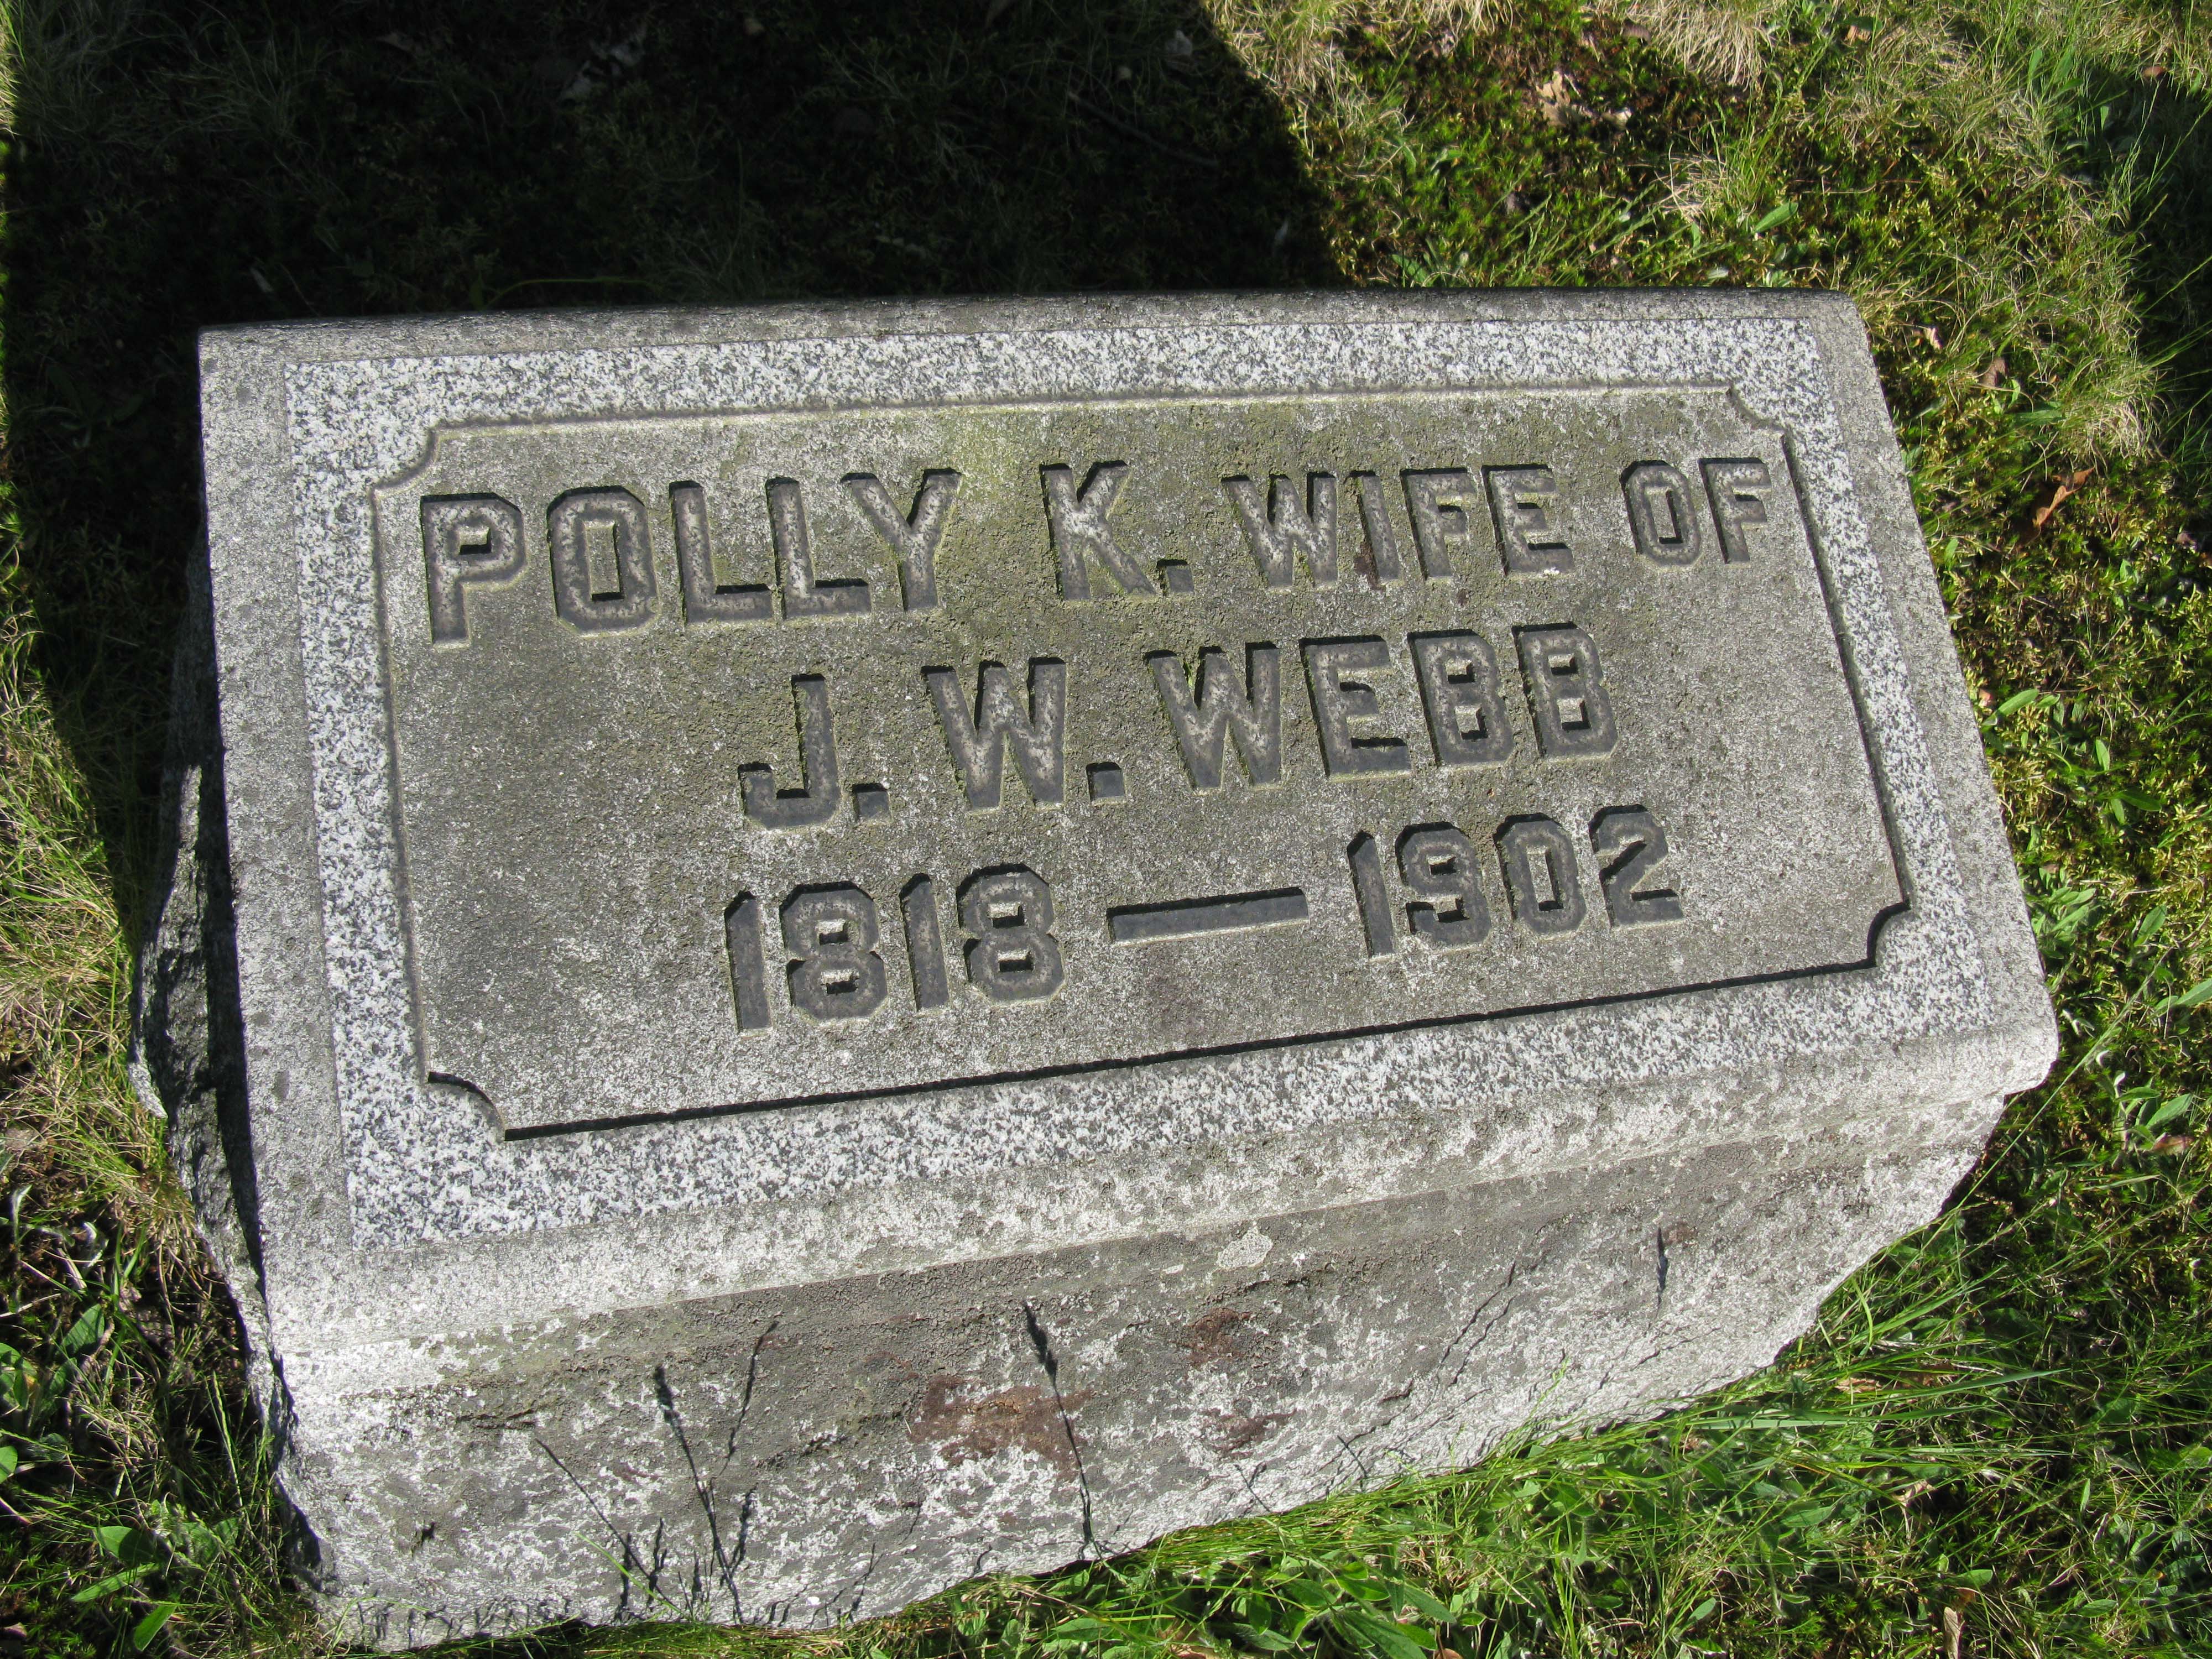 POLLY K. WIFE OF
J. W. WEBB
1818 — 1902